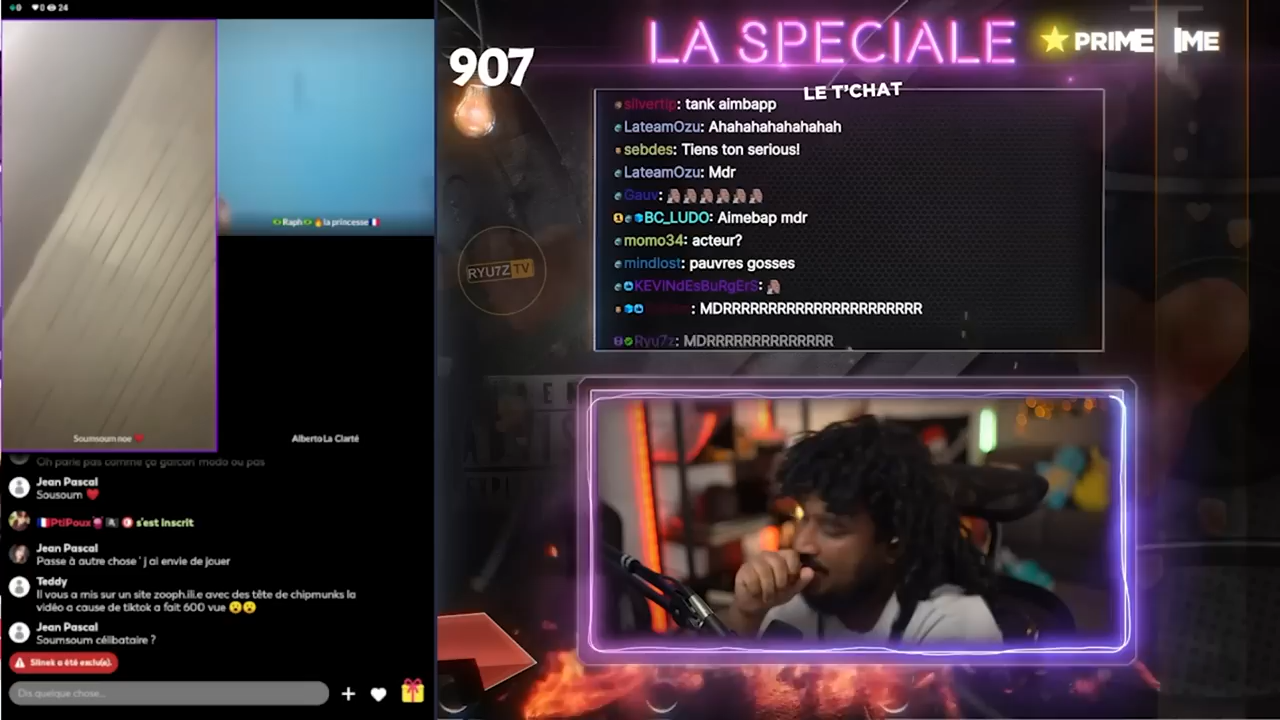 0 0 24
Raph la princesse
Soumsoum noe
Alberto La Clarté
Oh parle pas comme ça garcon modo ou pas
Jean Pascal
Sousoum
PtiPoux s'est inscrit
Jean Pascal
Passe à autre chose ' j ai envie de jouer
Teddy
Il vous a mis sur un site zooph.ili.e avec des tête de chipmunks la
vidéo a cause de tiktok a fait 600 vue 😮😮
Jean Pascal
Soumsoum célibataire ?
Slinek a été exclu(e).
Dis quelque chose...
907
LA SPECIALE
PRIME
LE T'CHAT
silvertip: tank aimbapp
LateamOzu: Ahahahahahahahah
sebdes: Tiens ton serious!
LateamOzu: Mdr
Gauv:
BC_LUDO: Aimebap mdr
momo34: acteur?
mindlost: pauvres gosses
KEVINdEsBuRgErS:
: MDRRRRRRRRRRRRRRRRRRRRRR
Ryu7z: MDRRRRRRRRRRRRRR
RYU7Z TV